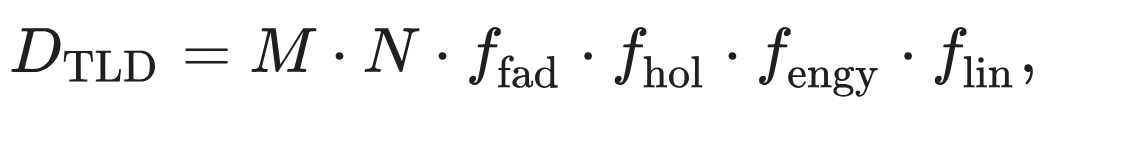 D_TLD = M · N · f_fad · f_hol · f_engy · f_lin,